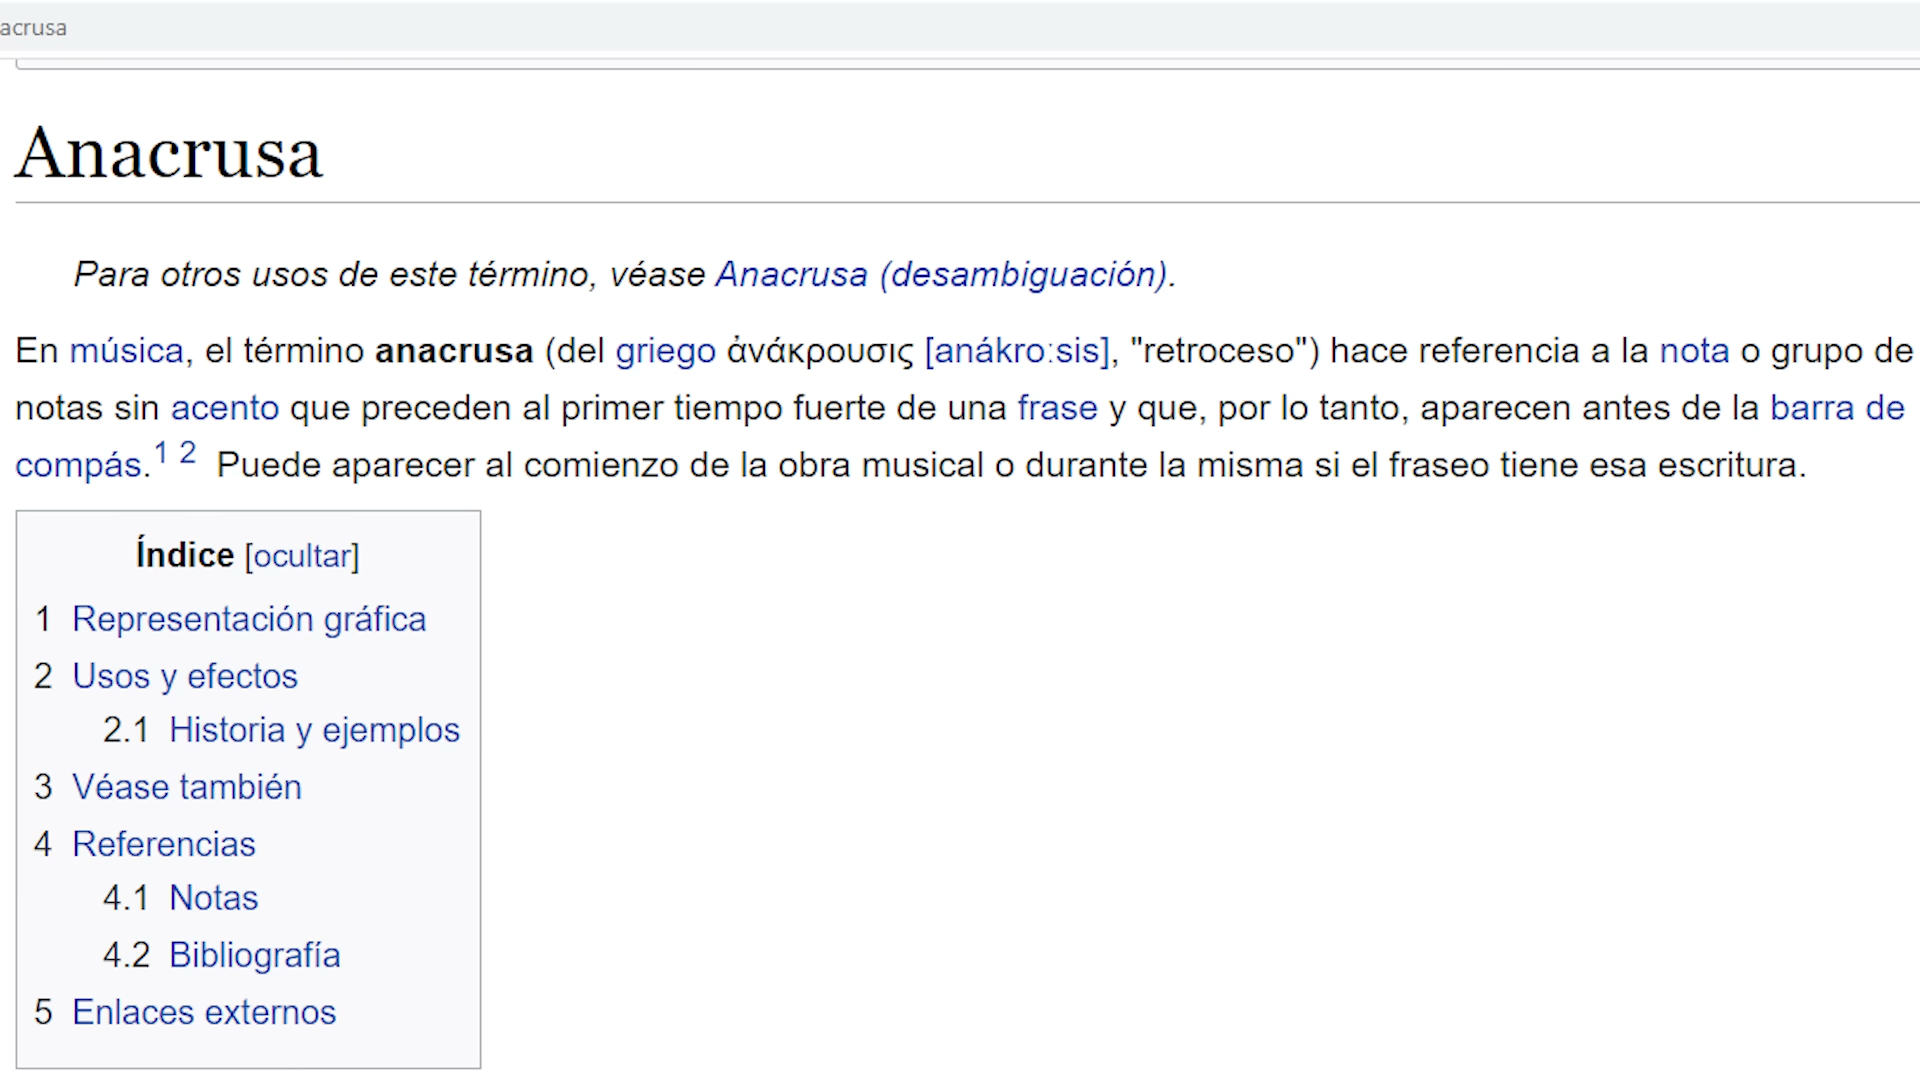 acrusa
Anacrusa
Para otros usos de este término, véase Anacrusa (desambiguación).
En música, el término anacrusa (del griego ἀνάκρουσις [anákroːsis], "retroceso") hace referencia a la nota o grupo de
notas sin acento que preceden al primer tiempo fuerte de una frase y que, por lo tanto, aparecen antes de la barra de
compás.1 2 Puede aparecer al comienzo de la obra musical o durante la misma si el fraseo tiene esa escritura.
Índice [ocultar]
1 Representación gráfica
2 Usos y efectos
2.1 Historia y ejemplos
3 Véase también
4 Referencias
4.1 Notas
4.2 Bibliografía
5 Enlaces externos